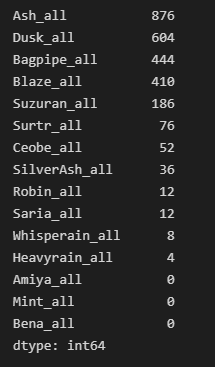 Ash_all 876
Dusk_all 604
Bagpipe_all 444
Blaze_all 410
Suzuran_all 186
Surtr_all 76
Ceobe_all 52
SilverAsh_all 36
Robin_all 12
Saria_all 12
Whisperain_all 8
Heavyrain_all 4
Amiya_all 0
Mint_all 0
Bena_all 0
dtype: int64